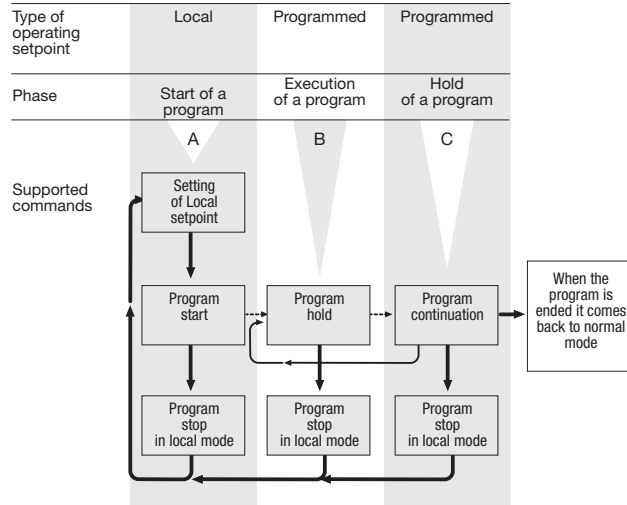 Type of
operating
setpoint
Local
Programmed
Programmed
Phase
Start of a
program
Execution
of a program
Hold
of a program
A
B
C
Supported
commands
Setting
of Local
setpoint
Program
start
Program
hold
Program
continuation
When the
program is
ended it comes
back to normal
mode
Program
stop
in local mode
Program
stop
in local mode
Program
stop
in local mode